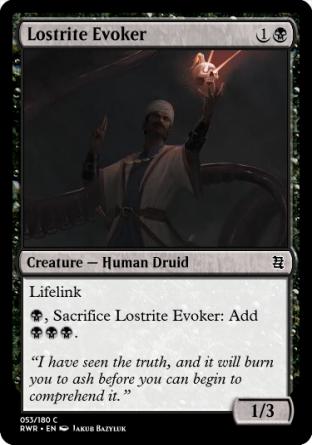 Lostrite Evoker 1
Creature — Human Druid
Lifelink
, Sacrifice Lostrite Evoker: Add
.
“I have seen the truth, and it will burn
you to ash before you can begin to
comprehend it.”
1/3
053/180 C
RWR • EN Jakub Bazyluk